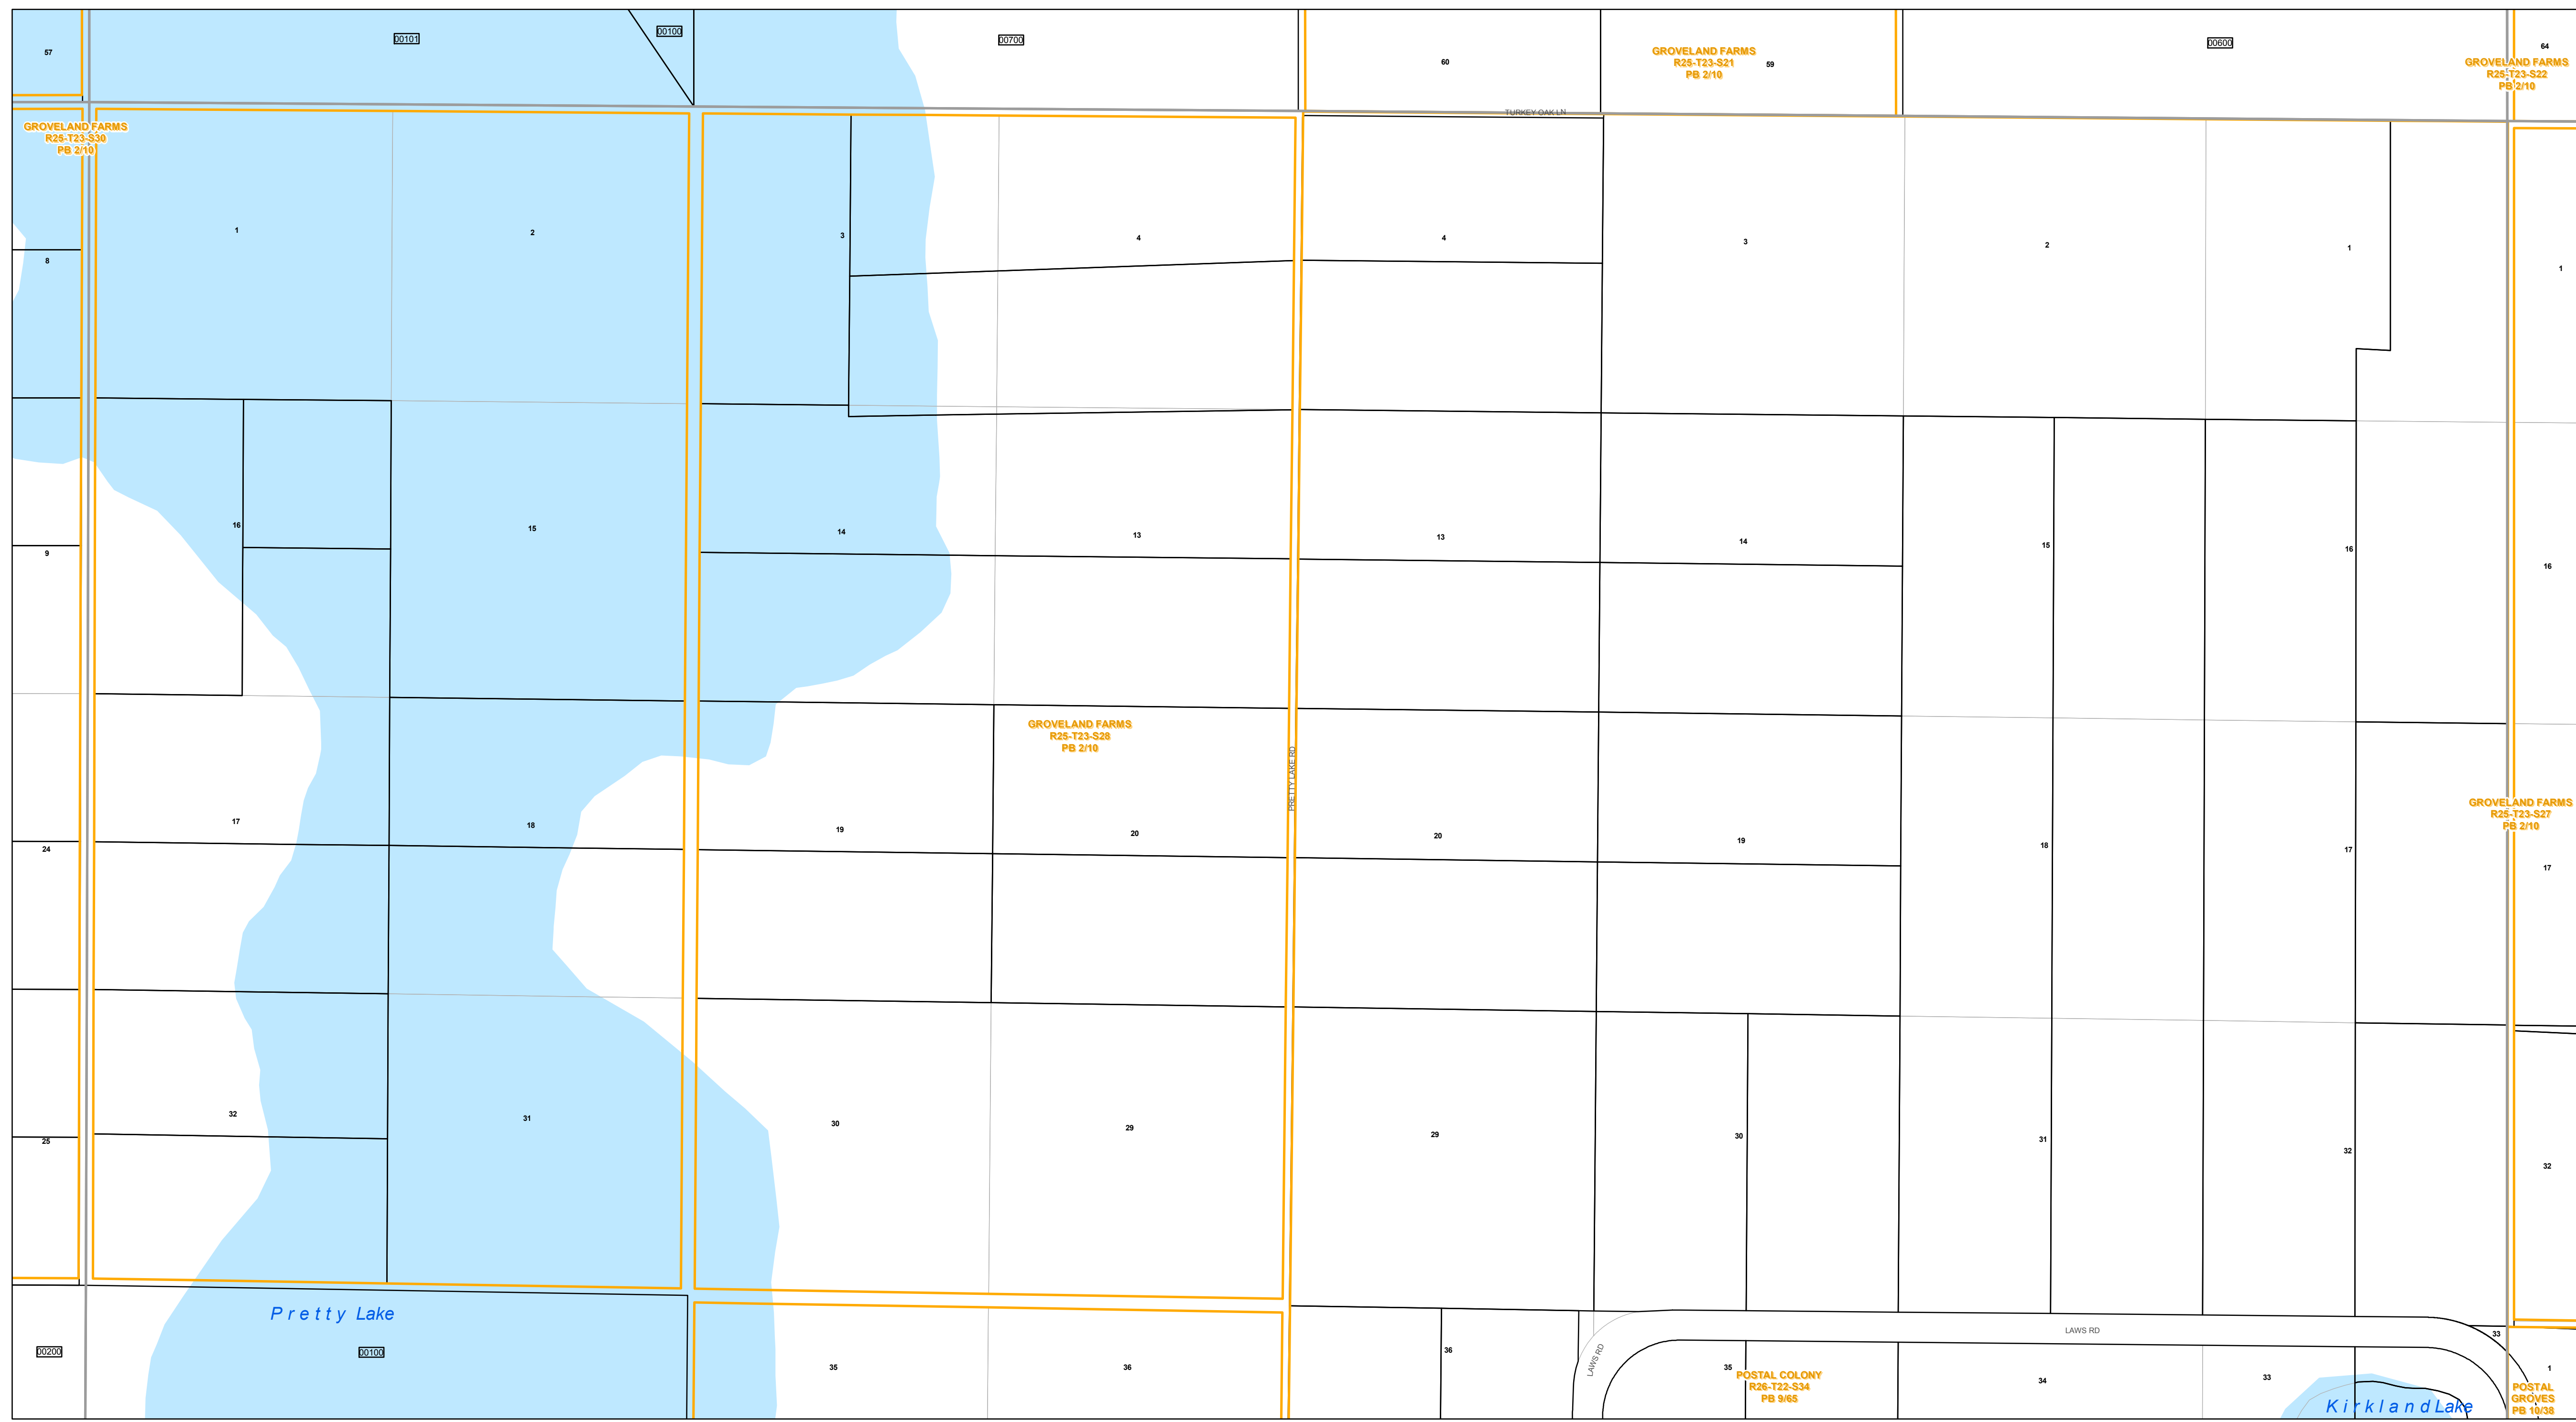 57
00101
00100
00700
60
GROVELAND FARMS
R25-T23-S21
PB 2/10
59
00600
64
GROVELAND FARMS
R25-T23-S22
PB 2/10
TURKEY OAK LN
GROVELAND FARMS
R25-T23-S30
PB 2/10
1
2
3
4
4
3
2
1
1
8
16
15
14
13
13
14
15
16
16
9
GROVELAND FARMS
R25-T23-S28
PB 2/10
PRETTY LAKE RD
GROVELAND FARMS
R25-T23-S27
PB 2/10
17
18
19
20
20
19
18
17
17
24
32
31
30
29
29
30
31
32
32
25
Pretty Lake
00200
00100
35
36
36
LAWS RD
LAWS RD
35
POSTAL COLONY
R26-T22-S34
PB 9/65
34
33
33
1
Kirkland Lake
POSTAL
GROVES
PB 10/38